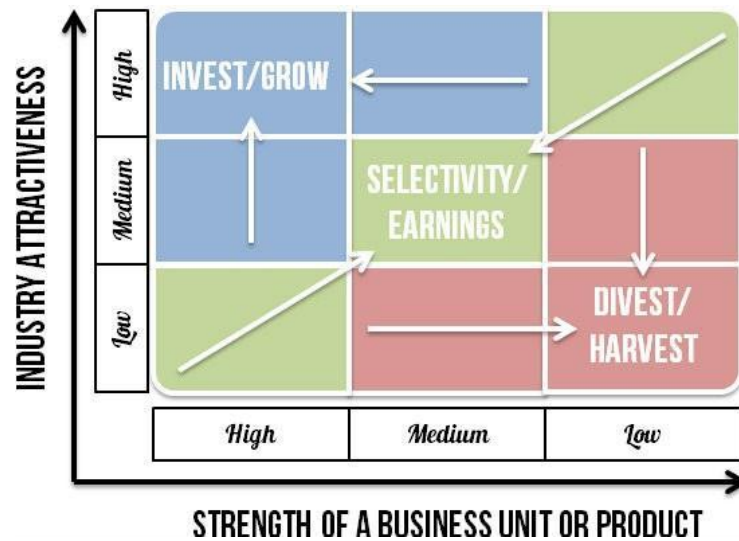 INDUSTRY ATTRACTIVENESS
High
Medium
Low
INVEST/GROW
SELECTIVITY/
EARNINGS
DIVEST/
HARVEST
High
Medium
Low
STRENGTH OF A BUSINESS UNIT OR PRODUCT